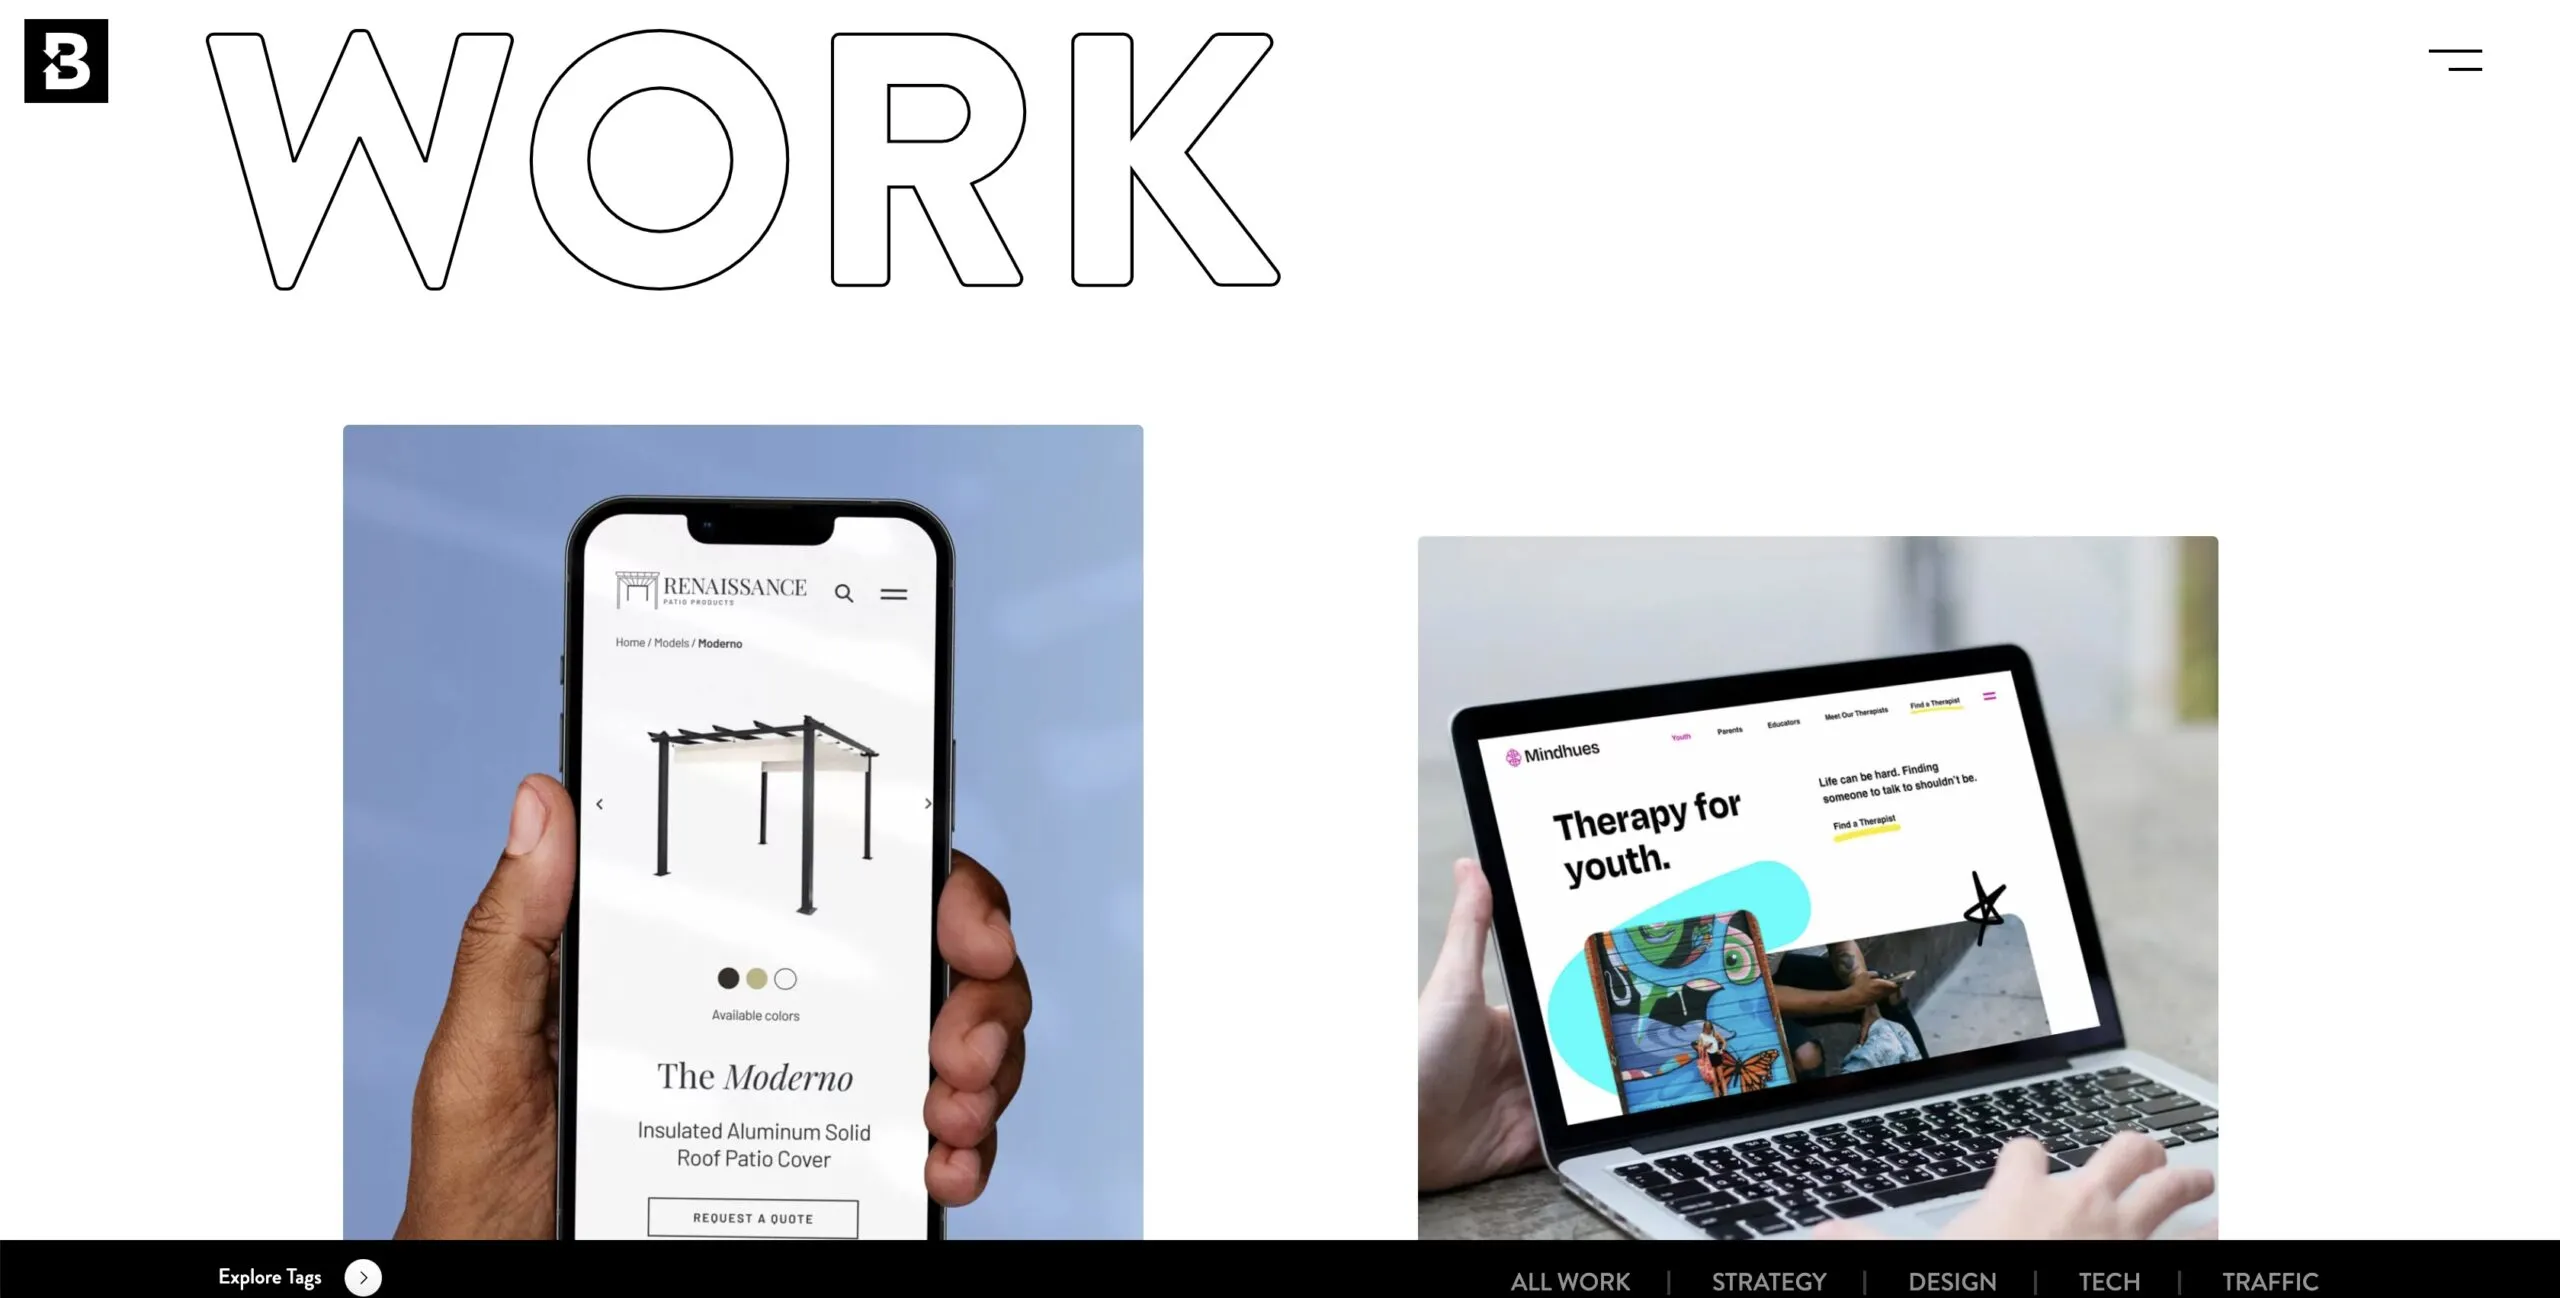 B
WORK
RENAISSANCE
PATIO PRODUCTS
Home / Models / Moderno
Available colors
The Moderno
Insulated Aluminum Solid
Roof Patio Cover
REQUEST A QUOTE
Mindhues
Youth Parents Educators Meet Our Therapists Find a Therapist
Therapy for
youth.
Life can be hard. Finding
someone to talk to shouldn't be.
Find a Therapist
Explore Tags
ALL WORK | STRATEGY | DESIGN | TECH | TRAFFIC